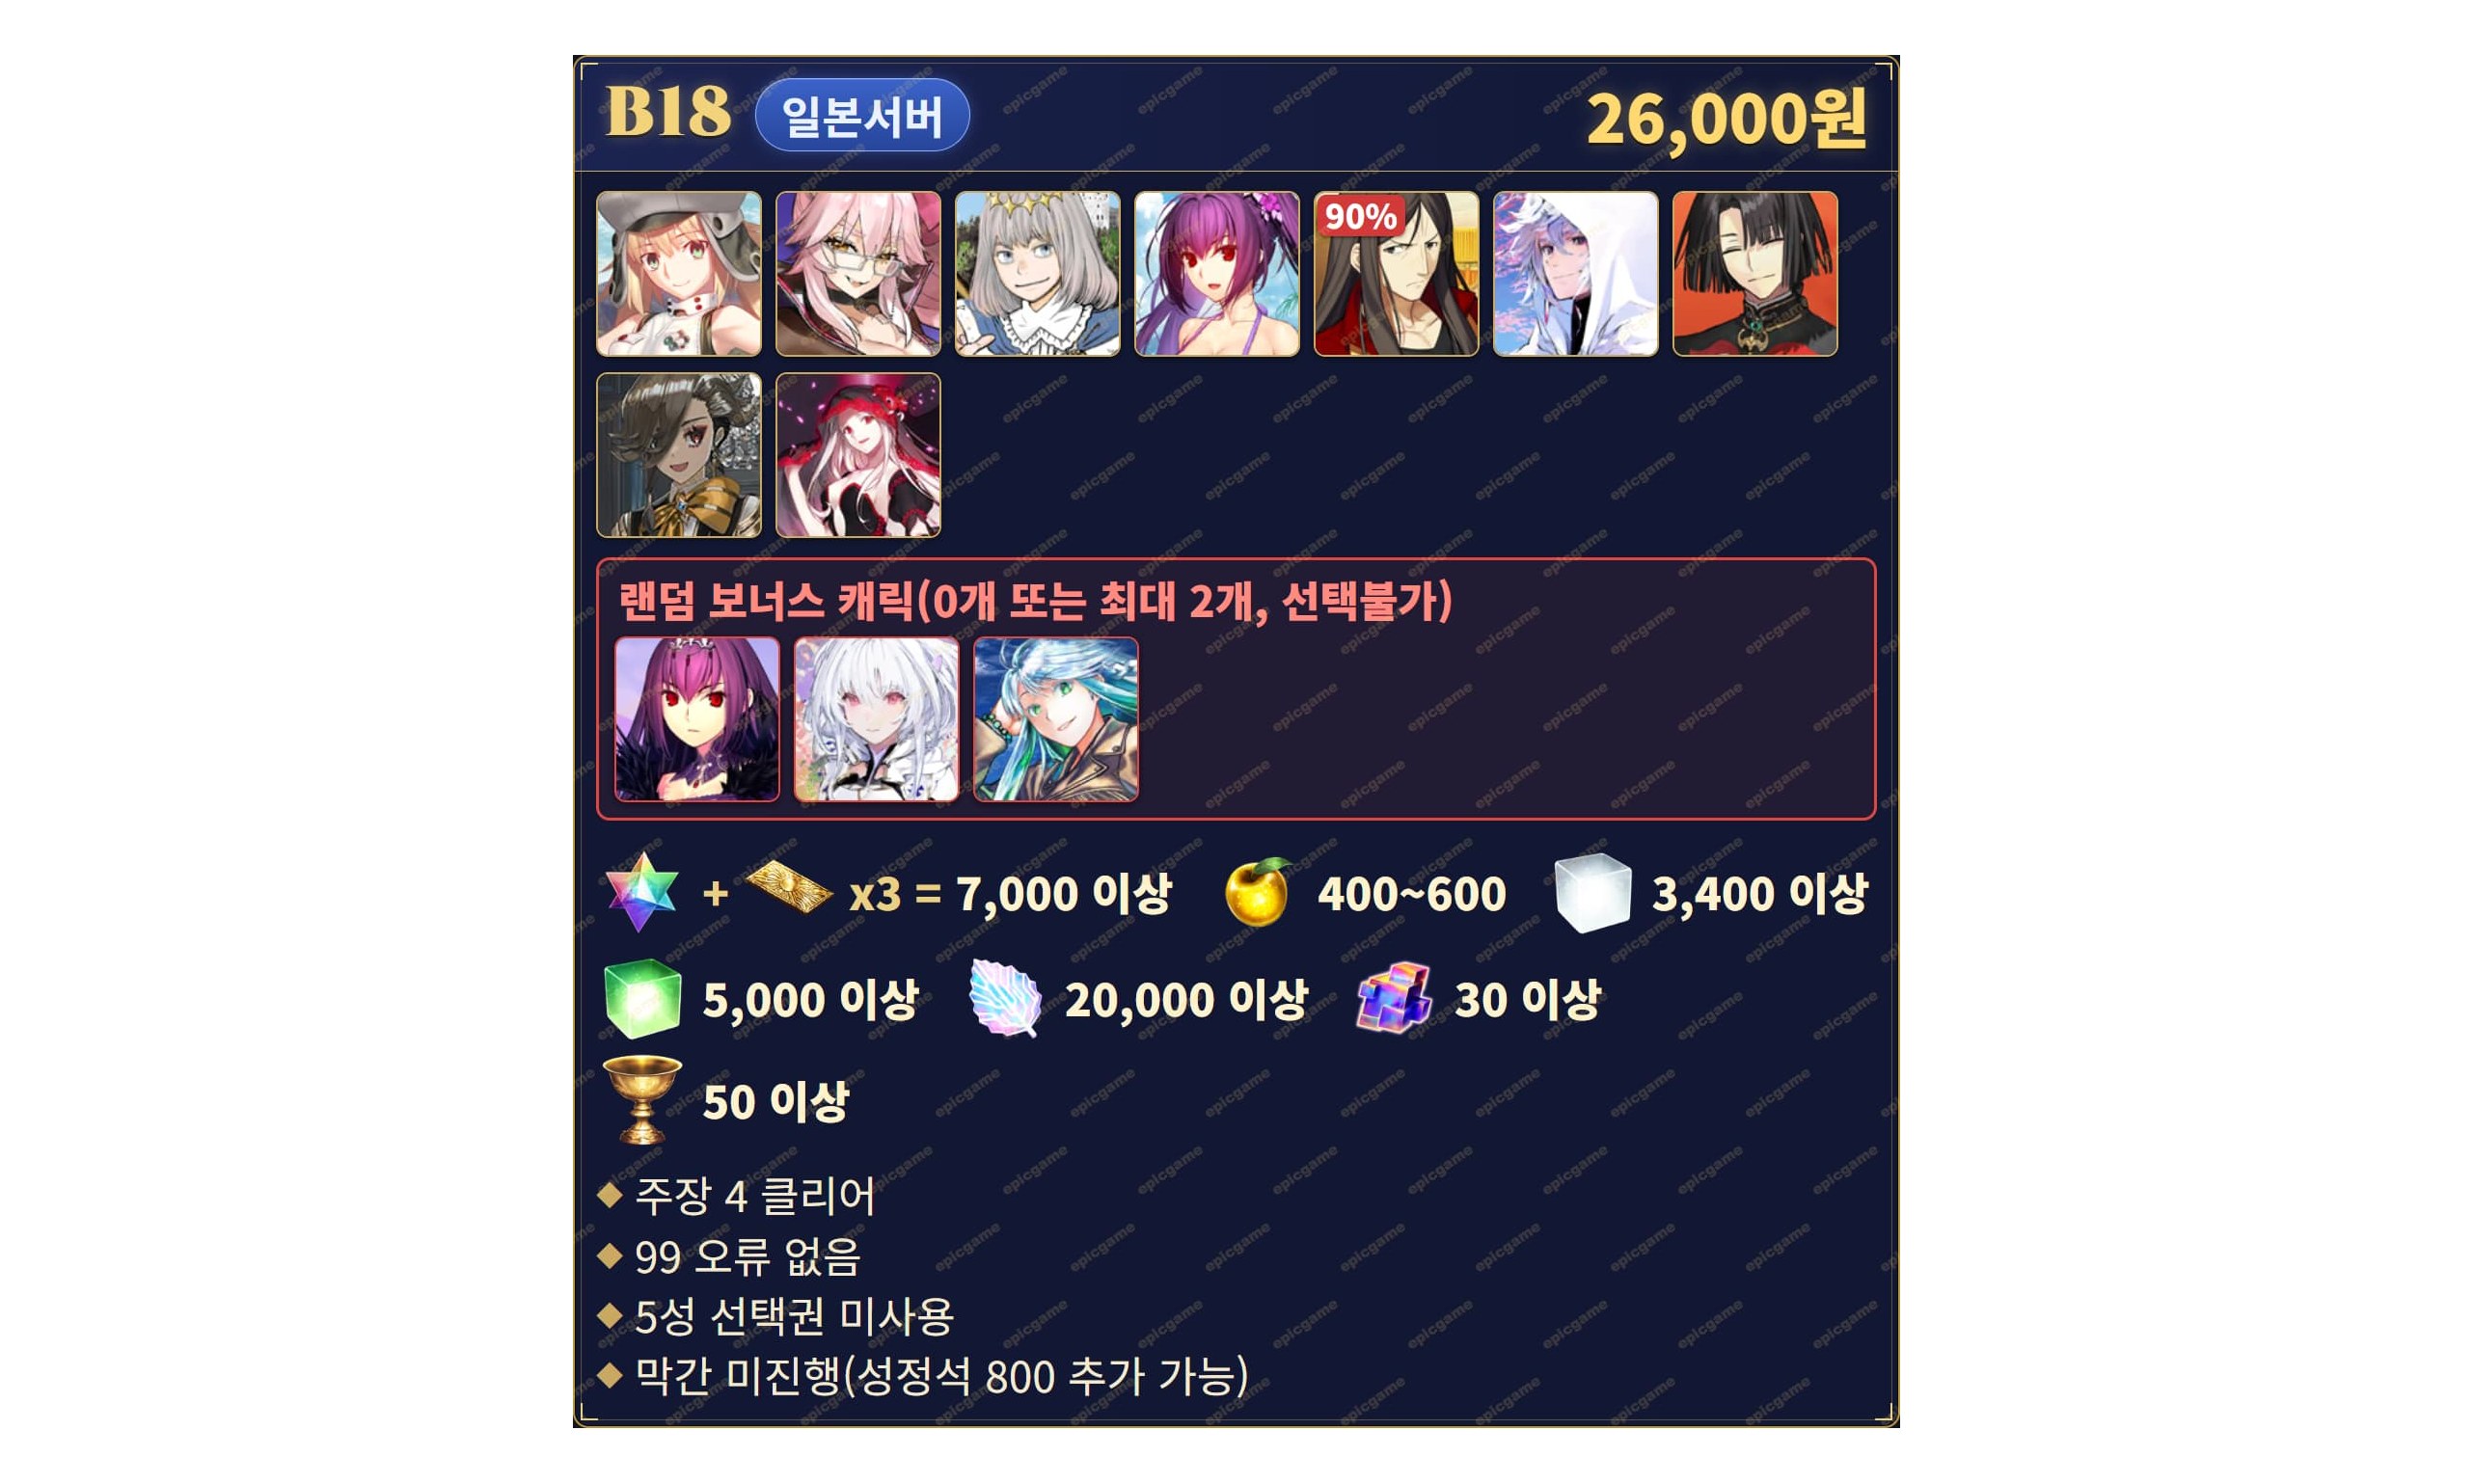 B18 일본서버 26,000원
90%
랜덤 보너스 캐릭(0개 또는 최대 2개, 선택불가)
+ x3 = 7,000 이상 400~600 3,400 이상
5,000 이상 20,000 이상 30 이상
50 이상
◆ 주장 4 클리어
◆ 99 오류 없음
◆ 5성 선택권 미사용
◆ 막간 미진행(성정석 800 추가 가능)
epicgame